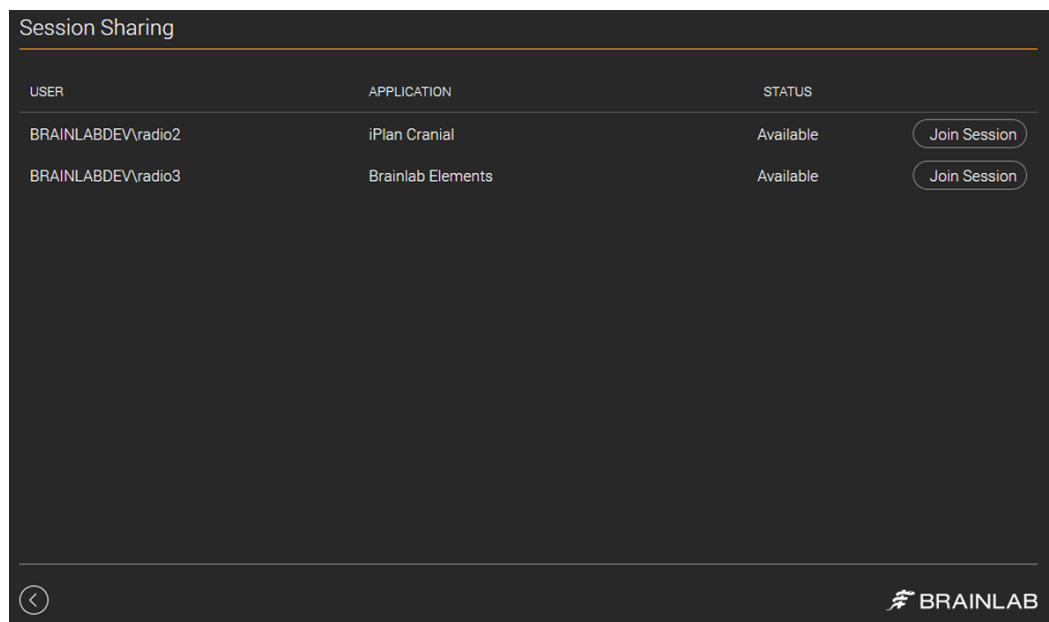 Session Sharing
USER APPLICATION STATUS
BRAINLABDEV\radio2 iPlan Cranial Available Join Session
BRAINLABDEV\radio3 Brainlab Elements Available Join Session
BRAINLAB